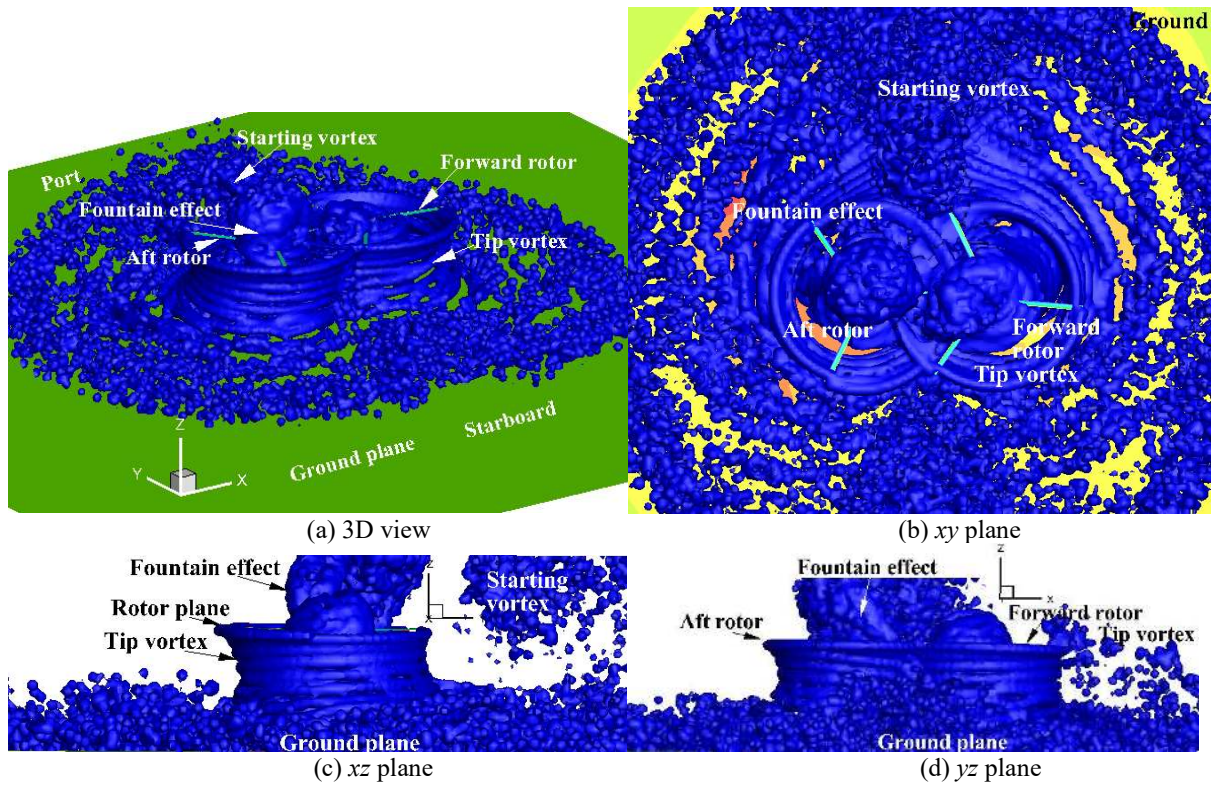 Starting vortex
Forward rotor
Port
Fountain effect
Aft rotor
Tip vortex
Starboard
Ground plane
Z
Y
X
(a) 3D view
Ground
Starting vortex
Fountain effect
Aft rotor
Forward
rotor
Tip vortex
(b) xy plane
Fountain effect
z
Starting
vortex
Rotor plane
x
Tip vortex
Ground plane
(c) xz plane
z
Fountain effect
x
Forward rotor
Aft rotor
Tip vortex
Ground plane
(d) yz plane